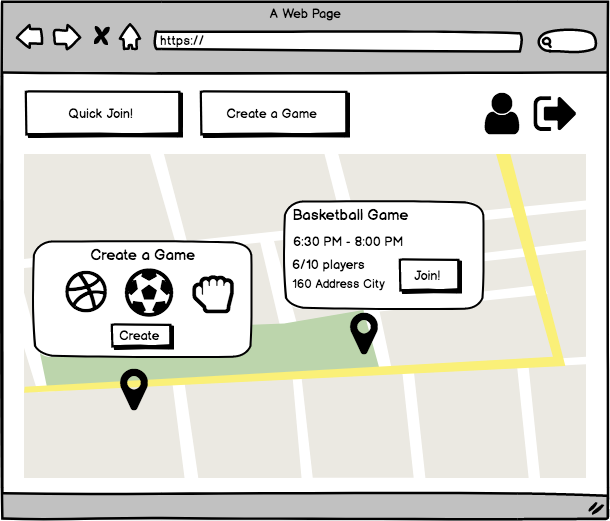 A Web Page
https://
Quick Join!
Create a Game
Basketball Game
6:30 PM - 8:00 PM
6/10 players
160 Address City
Join!
Create a Game
Create